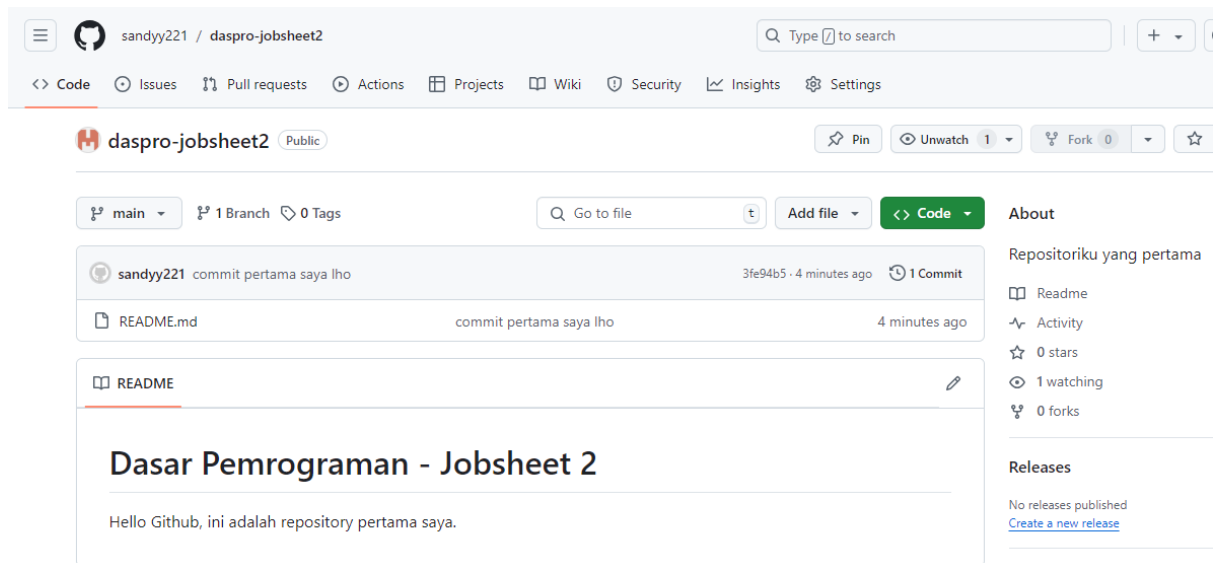 sandyy221 / daspro-jobsheet2
Type / to search
Code Issues Pull requests Actions Projects Wiki Security Insights Settings
daspro-jobsheet2 Public
Pin Unwatch 1 Fork 0
main 1 Branch 0 Tags Go to file t Add file Code
sandyy221 commit pertama saya lho 3fe94b5 · 4 minutes ago 1 Commit
README.md commit pertama saya lho 4 minutes ago
README
Dasar Pemrograman - Jobsheet 2
Hello Github, ini adalah repository pertama saya.
About
Repositoriku yang pertama
Readme
Activity
0 stars
1 watching
0 forks
Releases
No releases published
Create a new release